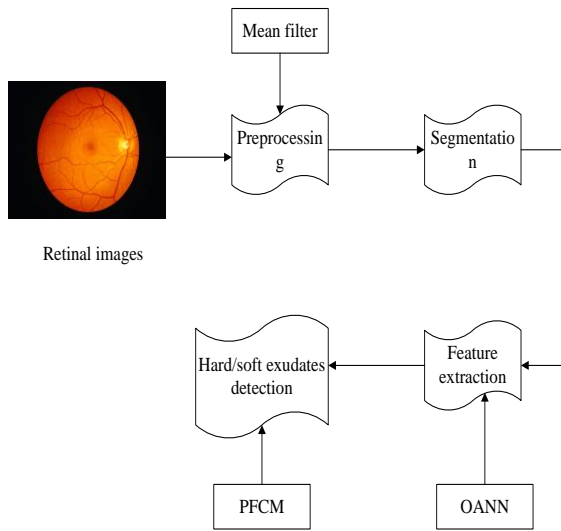 Mean filter
Preprocessin
g
Segmentatio
n
Retinal images
Hard/soft exudates
detection
Feature
extraction
PFCM
OANN